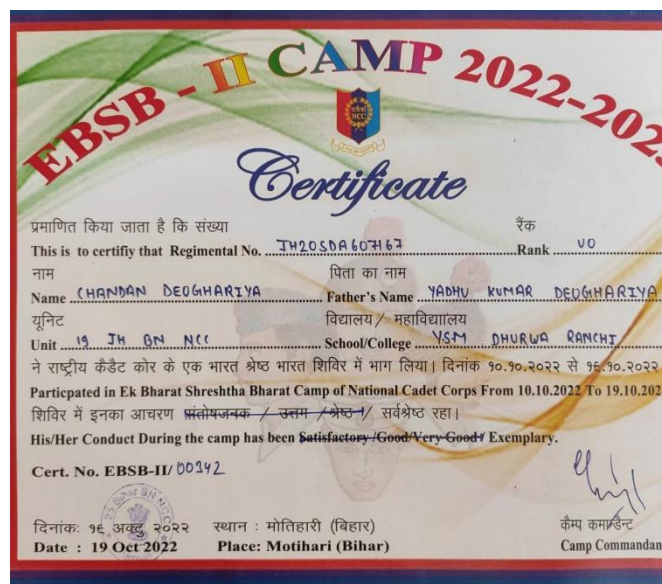 EBSB - II CAMP 2022-202
NCC
Certificate
प्रमाणित किया जाता है कि संख्या रैंक
This is to certifiy that Regimental No. JH20SDA607167 Rank UO
नाम पिता का नाम
Name CHANDAN DEOGHARIYA Father's Name YADHU KUMAR DEOGHARIYA
यूनिट विद्यालय / महाविद्यालय
Unit 19 JH BN NCC School/College YSM DHURWA RANCHI
ने राष्ट्रीय कैडैट कोर के एक भारत श्रेष्ठ भारत शिविर में भाग लिया। दिनांक १०.१०.२०२२ से १९.१०.२०२२
Particpated in Ek Bharat Shreshtha Bharat Camp of National Cadet Corps From 10.10.2022 To 19.10.202
शिविर में इनका आचरण संतोषजनक / उत्तम / श्रेष्ठ / सर्वश्रेष्ठ रहा।
His/Her Conduct During the camp has been Satisfactory/Good/Very Good/ Exemplary.
Cert. No. EBSB-II/ 00342
दिनांकः १९ अक्टू २०२२ स्थान : मोतिहारी (बिहार) कैम्प कमान्डैन्ट
Date : 19 Oct 2022 Place: Motihari (Bihar) Camp Commandan